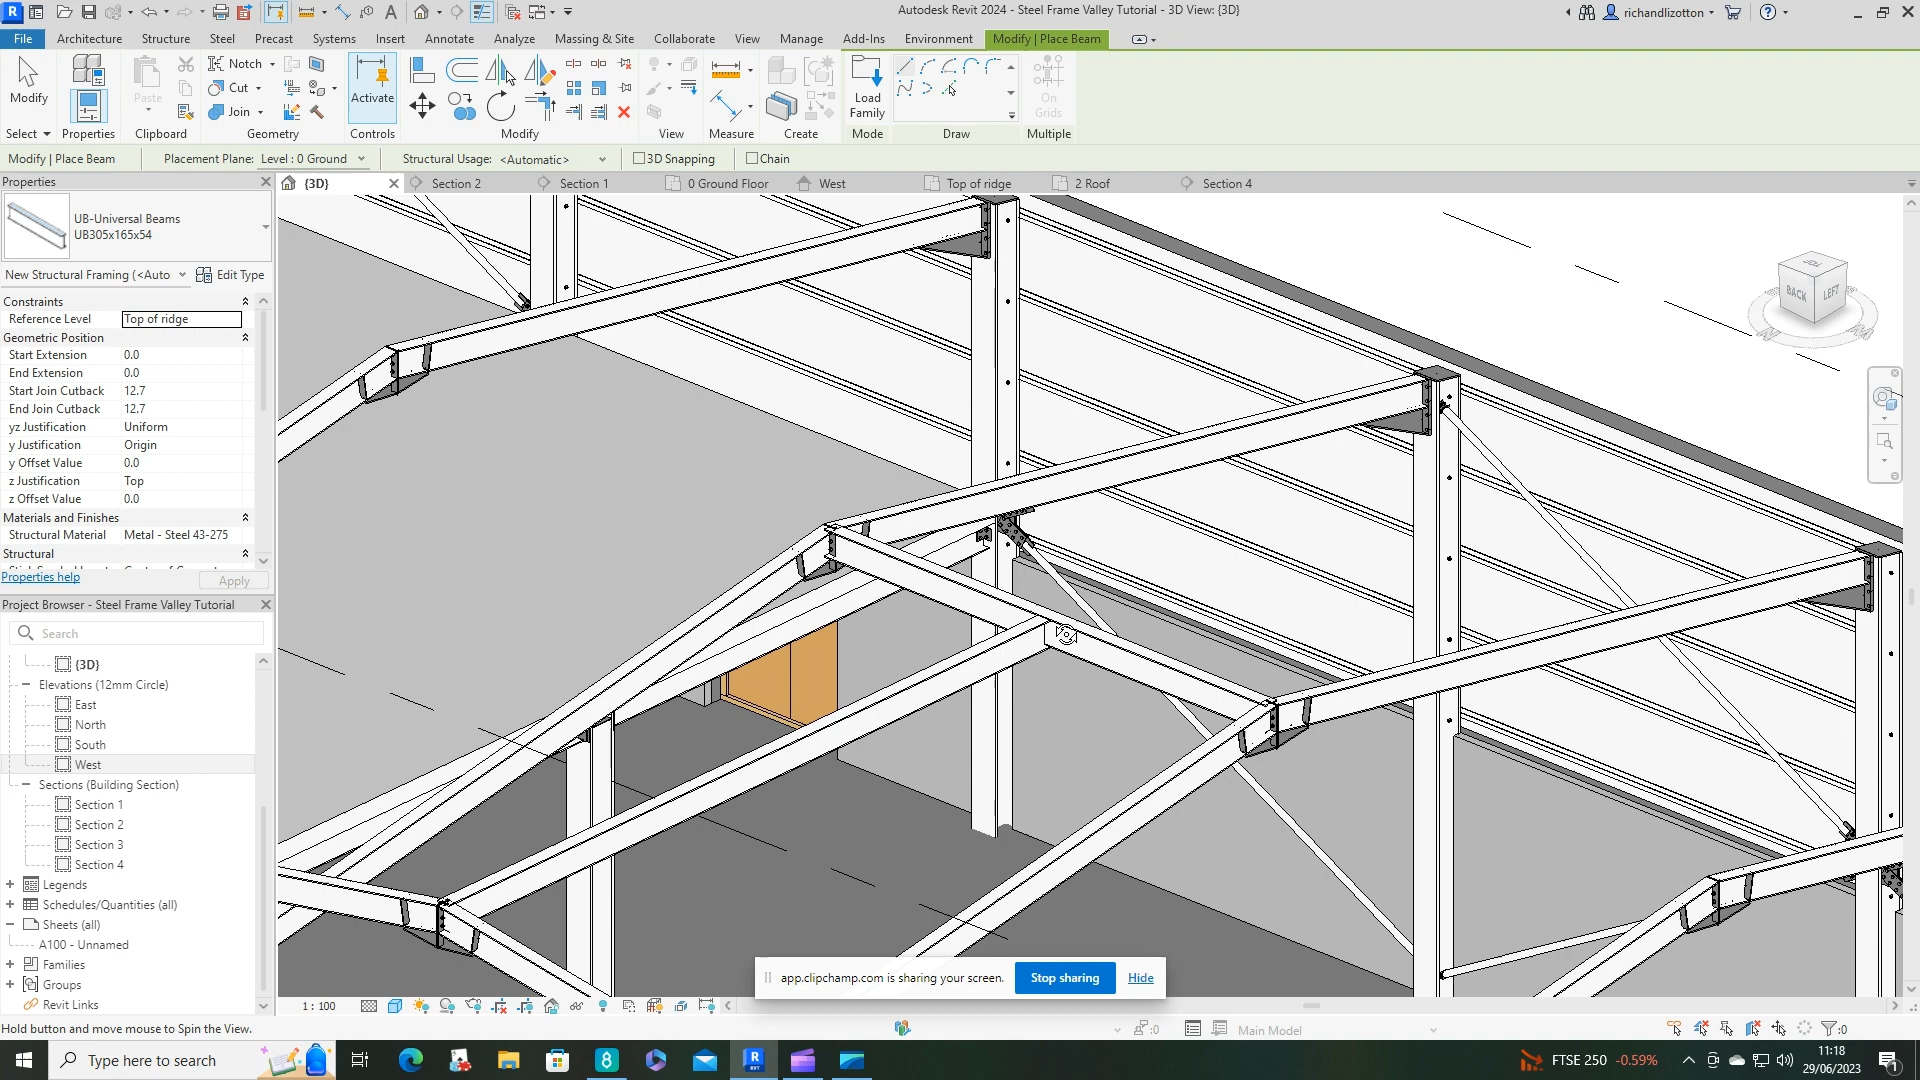 Autodesk Revit 2024 - Steel Frame Valley Tutorial - 3D View: {3D}
richandlizotton
File Architecture Structure Steel Precast Systems Insert Annotate Analyze Massing & Site Collaborate View Manage Add-Ins Environment Modify | Place Beam
Modify
Paste
Notch
Cut
Join
Activate
Load
Family
On
Grids
Select Properties Clipboard Geometry Controls Modify View Measure Create Mode Draw Multiple
Modify | Place Beam Placement Plane: Level : 0 Ground Structural Usage: <Automatic> 3D Snapping Chain
Properties
{3D} Section 2 Section 1 0 Ground Floor West Top of ridge 2 Roof Section 4
UB-Universal Beams
UB305x165x54
New Structural Framing (<Auto Edit Type
Constraints
Reference Level Top of ridge
Geometric Position
Start Extension 0.0
End Extension 0.0
Start Join Cutback 12.7
End Join Cutback 12.7
yz Justification Uniform
y Justification Origin
y Offset Value 0.0
z Justification Top
z Offset Value 0.0
Materials and Finishes
Structural Material Metal - Steel 43-275
Structural
Properties help Apply
Project Browser - Steel Frame Valley Tutorial
Search
{3D}
Elevations (12mm Circle)
East
North
South
West
Sections (Building Section)
Section 1
Section 2
Section 3
Section 4
Legends
Schedules/Quantities (all)
Sheets (all)
A100 - Unnamed
Families
Groups
Revit Links
BACK LEFT
app.clipchamp.com is sharing your screen. Stop sharing Hide
1 : 100
Hold button and move mouse to Spin the View.
:0 Main Model :0
Type here to search
FTSE 250 -0.59%
11:18
29/06/2023